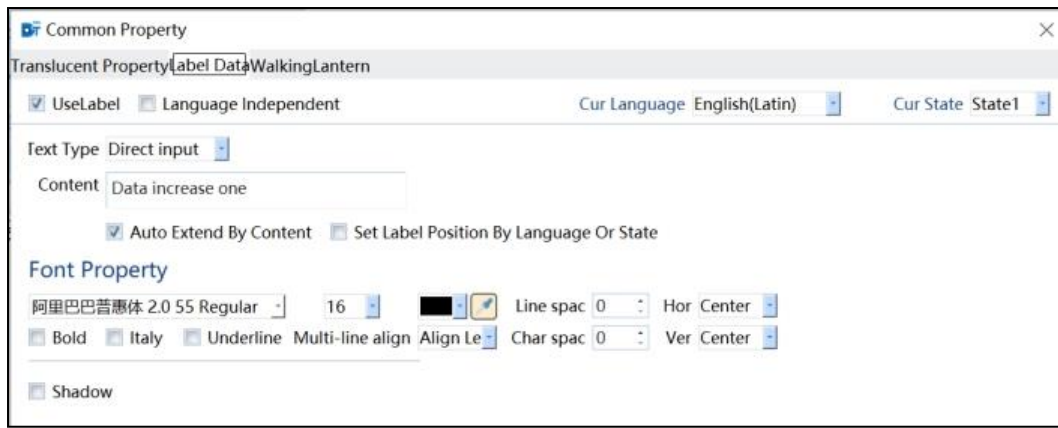 Common Property
Translucent Property Label Data WalkingLantern
UseLabel Language Independent Cur Language English(Latin) Cur State State1
Text Type Direct input
Content Data increase one
Auto Extend By Content Set Label Position By Language Or State
Font Property
阿里巴巴普惠体 2.0 55 Regular 16 Line spac 0 Hor Center
Bold Italy Underline Multi-line align Align Le Char spac 0 Ver Center
Shadow